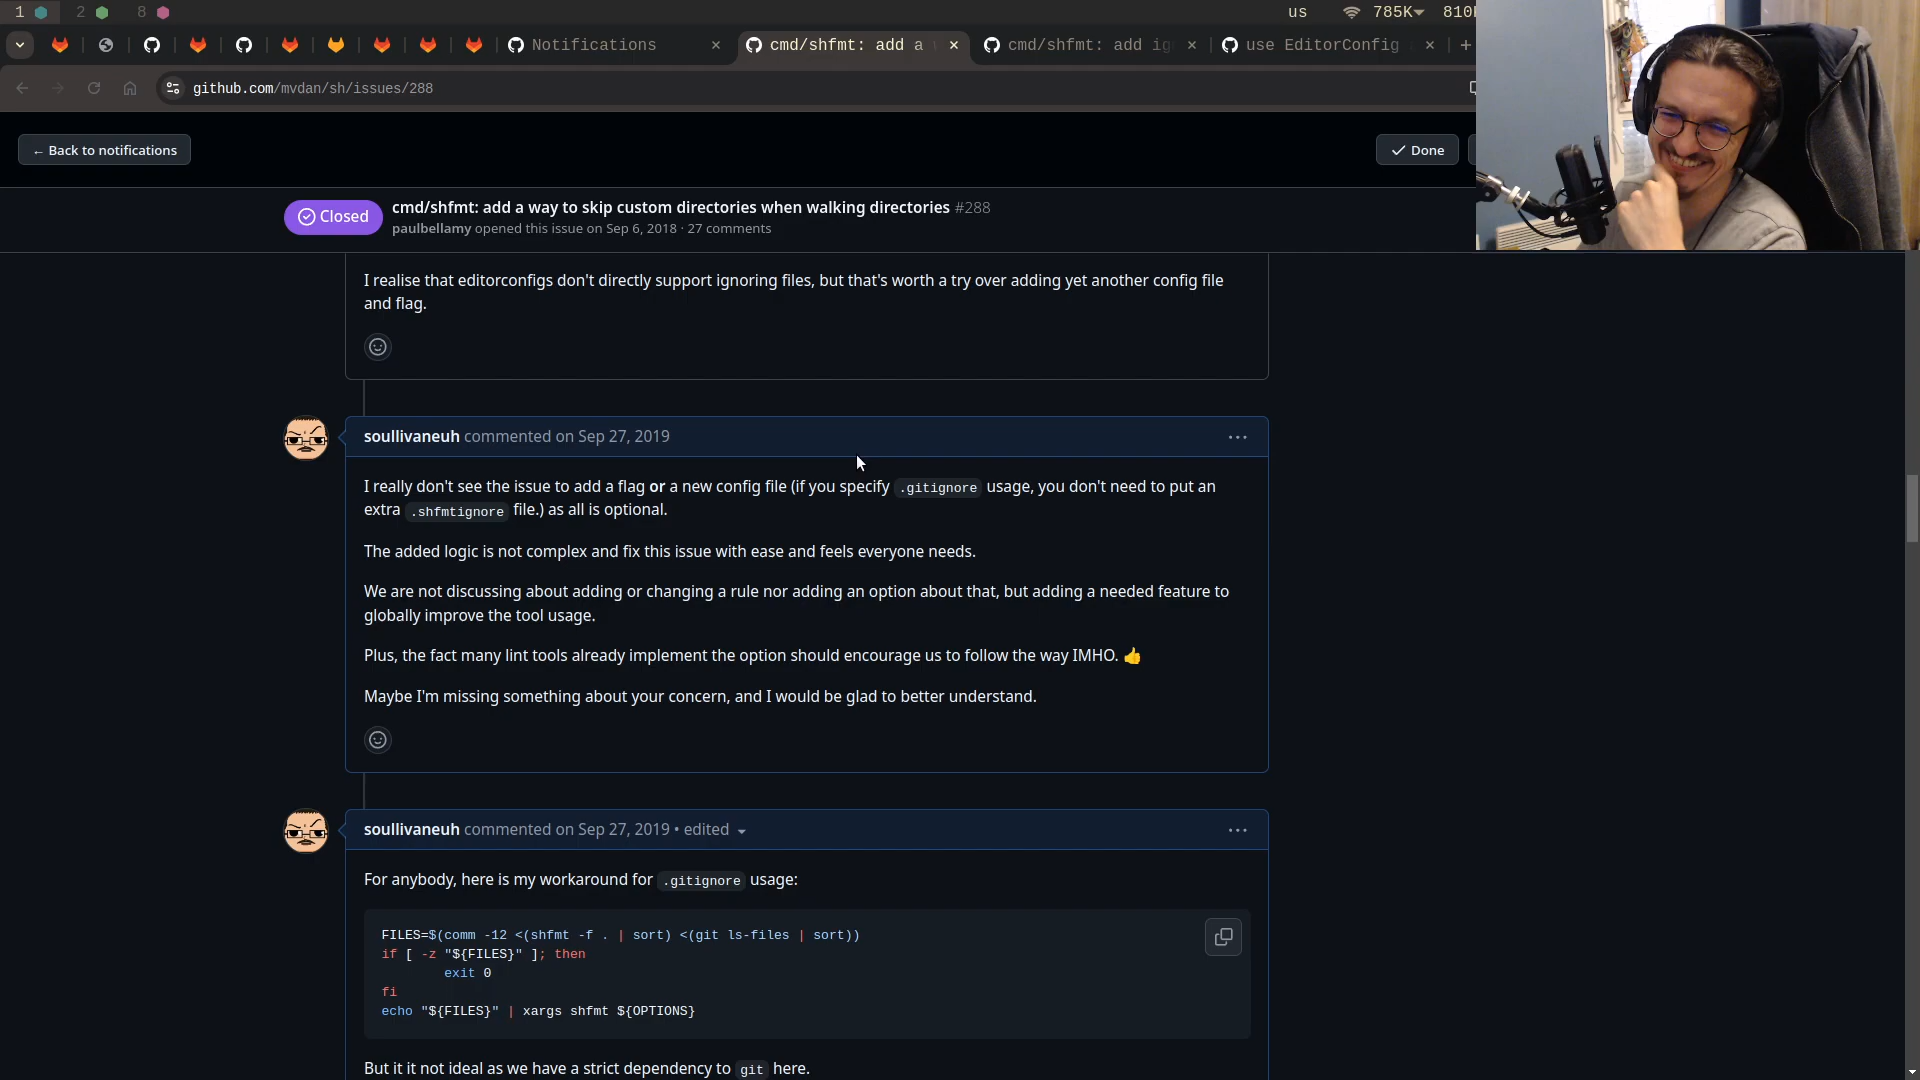 1 2 8 us 785K 810
Notifications × cmd/shfmt: add a × cmd/shfmt: add ig × use EditorConfig × +
github.com/mvdan/sh/issues/288
← Back to notifications Done
Closed cmd/shfmt: add a way to skip custom directories when walking directories #288
paulbellamy opened this issue on Sep 6, 2018 · 27 comments
I realise that editorconfigs don't directly support ignoring files, but that's worth a try over adding yet another config file
and flag.
soullivaneuh commented on Sep 27, 2019
I really don't see the issue to add a flag or a new config file (if you specify .gitignore usage, you don't need to put an
extra .shfmtignore file.) as all is optional.
The added logic is not complex and fix this issue with ease and feels everyone needs.
We are not discussing about adding or changing a rule nor adding an option about that, but adding a needed feature to
globally improve the tool usage.
Plus, the fact many lint tools already implement the option should encourage us to follow the way IMHO. 👍
Maybe I'm missing something about your concern, and I would be glad to better understand.
soullivaneuh commented on Sep 27, 2019 • edited
For anybody, here is my workaround for .gitignore usage:
FILES=$(comm -12 <(shfmt -f . | sort) <(git ls-files | sort))
if [ -z "${FILES}" ]; then
exit 0
fi
echo "${FILES}" | xargs shfmt ${OPTIONS}
But it it not ideal as we have a strict dependency to git here.